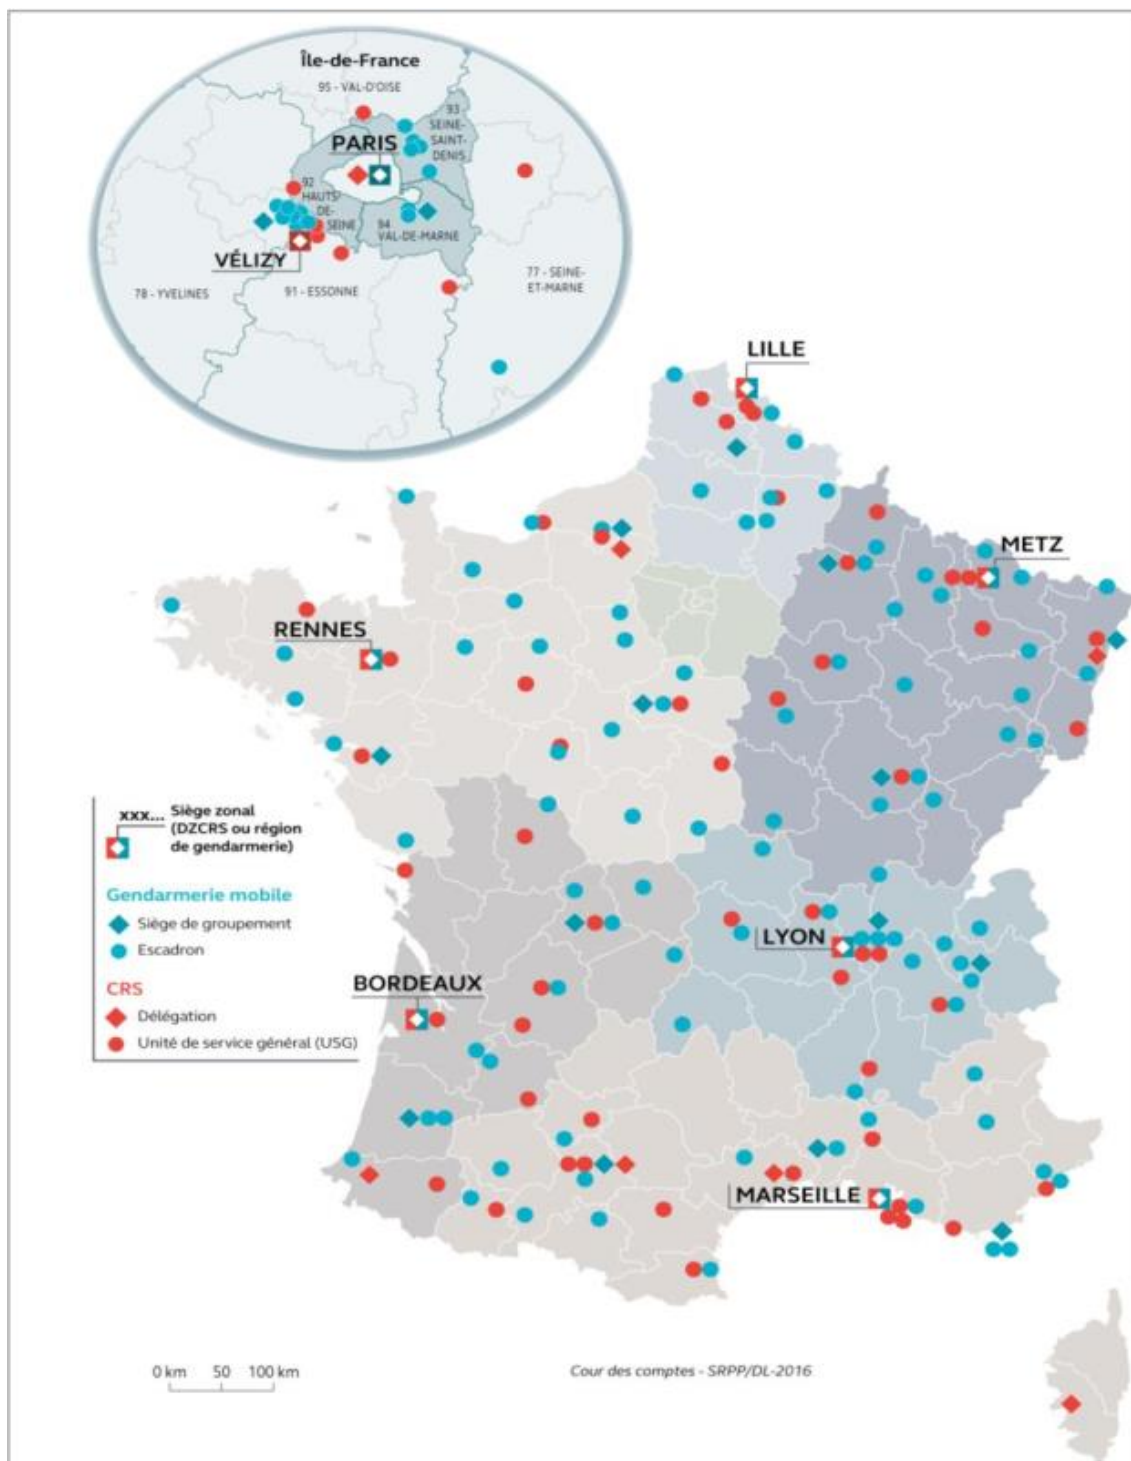 Île-de-France
95 - VAL-D'OISE
93
SEINE-
SAINT-
DENIS
PARIS
92
HAUTS-
DE-
SEINE
94
VAL-DE-MARNE
VÉLIZY
78 - YVELINES
91 - ESSONNE
77 - SEINE-
ET-MARNE
LILLE
METZ
RENNES
xxx...
Siège zonal
(DZCRS ou région
de gendarmerie)
Gendarmerie mobile
Siège de groupement
Escadron
CRS
Délégation
Unité de service général (USG)
LYON
BORDEAUX
MARSEILLE
0 km 50 100 km
Cour des comptes - SRPP/DL-2016